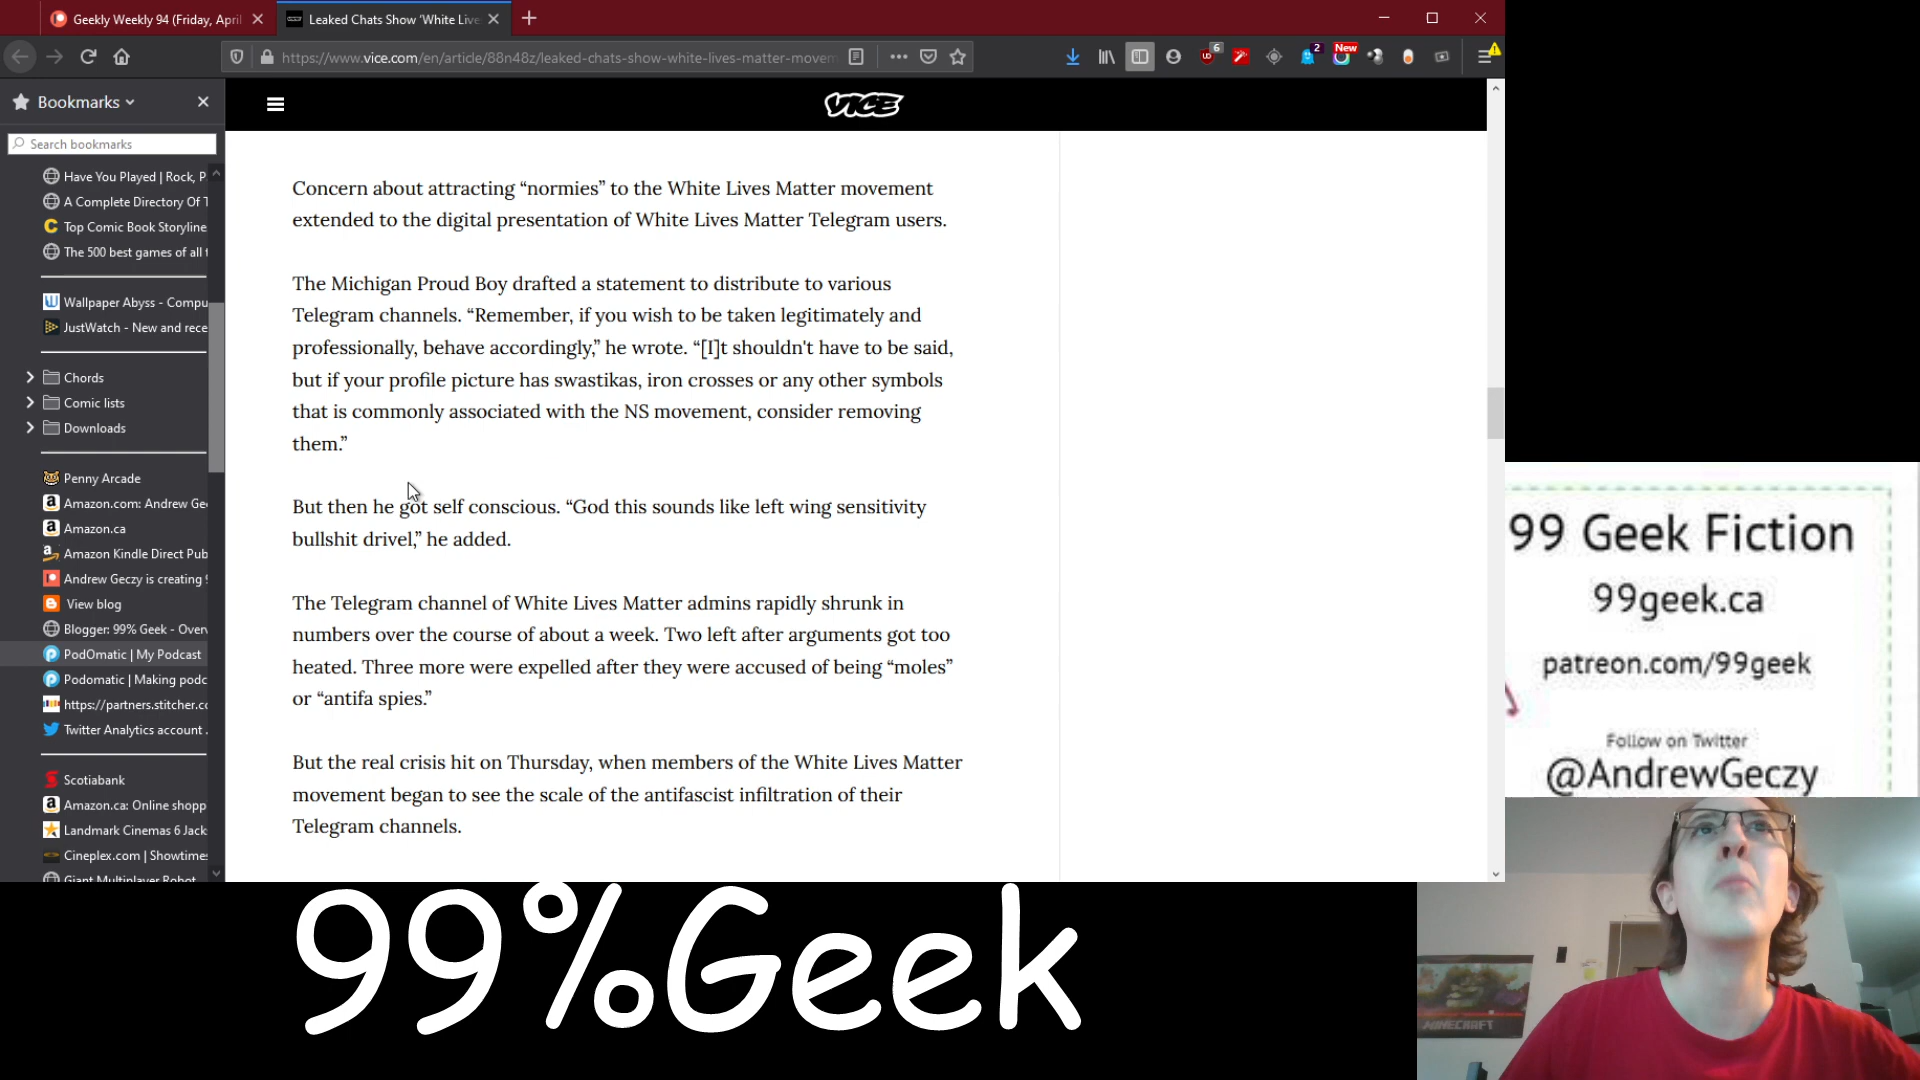 Geekly Weekly 94 (Friday, April
Leaked Chats Show 'White Live
https://www.vice.com/en/article/88n48z/leaked-chats-show-white-lives-matter-movem
6
2
New
Bookmarks
Search bookmarks
Have You Played | Rock, P
A Complete Directory Of T
Top Comic Book Storyline
The 500 best games of all t
Wallpaper Abyss - Compu
JustWatch - New and rece
Chords
Comic lists
Downloads
Penny Arcade
Amazon.com: Andrew Ge
Amazon.ca
Amazon Kindle Direct Pub
Andrew Geczy is creating 9
View blog
Blogger: 99% Geek - Overv
PodOmatic | My Podcast
Podomatic | Making podc
https://partners.stitcher.co
Twitter Analytics account
Scotiabank
Amazon.ca: Online shopp
Landmark Cinemas 6 Jack
Cineplex.com | Showtimes
Giant Multiplayer Robot
VICE
Concern about attracting “normies” to the White Lives Matter movement
extended to the digital presentation of White Lives Matter Telegram users.
The Michigan Proud Boy drafted a statement to distribute to various
Telegram channels. “Remember, if you wish to be taken legitimately and
professionally, behave accordingly,” he wrote. “[I]t shouldn't have to be said,
but if your profile picture has swastikas, iron crosses or any other symbols
that is commonly associated with the NS movement, consider removing
them.”
But then he got self conscious. “God this sounds like left wing sensitivity
bullshit drivel,” he added.
The Telegram channel of White Lives Matter admins rapidly shrunk in
numbers over the course of about a week. Two left after arguments got too
heated. Three more were expelled after they were accused of being “moles”
or “antifa spies.”
But the real crisis hit on Thursday, when members of the White Lives Matter
movement began to see the scale of the antifascist infiltration of their
Telegram channels.
99 Geek Fiction
99geek.ca
patreon.com/99geek
Follow on Twitter
@AndrewGeczy
MINECRAFT
99%Geek